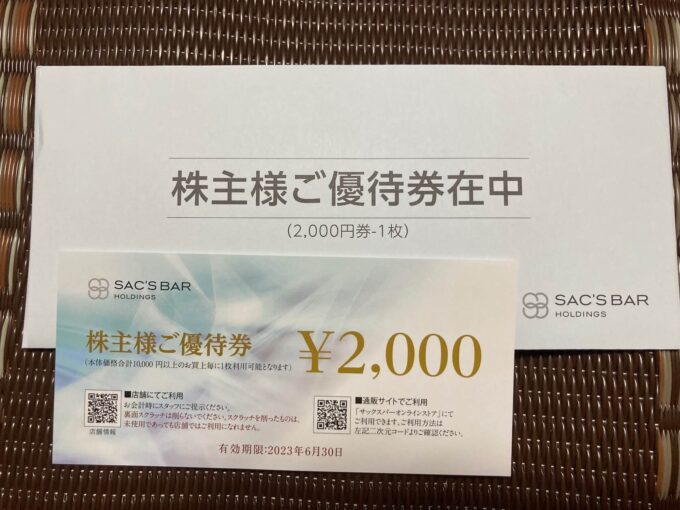 株主様ご優待券在中
(2,000円券-1枚)
SAC'S BAR
HOLDINGS
SAC'S BAR
HOLDINGS
株主様ご優待券
¥2,000
(本体価格合計10,000円以上のお買上毎に1枚利用可能となります)
■店舗にてご利用
お会計時にスタッフにご提示ください。
裏面スクラッチは削らないでください。スクラッチを削ったものは、
未使用であっても店舗ではご利用になれません。
店舗情報
■通販サイトでご利用
「サックスバーオンラインストア」にて
ご利用できます。ご利用方法は
左記二次元コードよりご確認ください。
有効期限:2023年6月30日